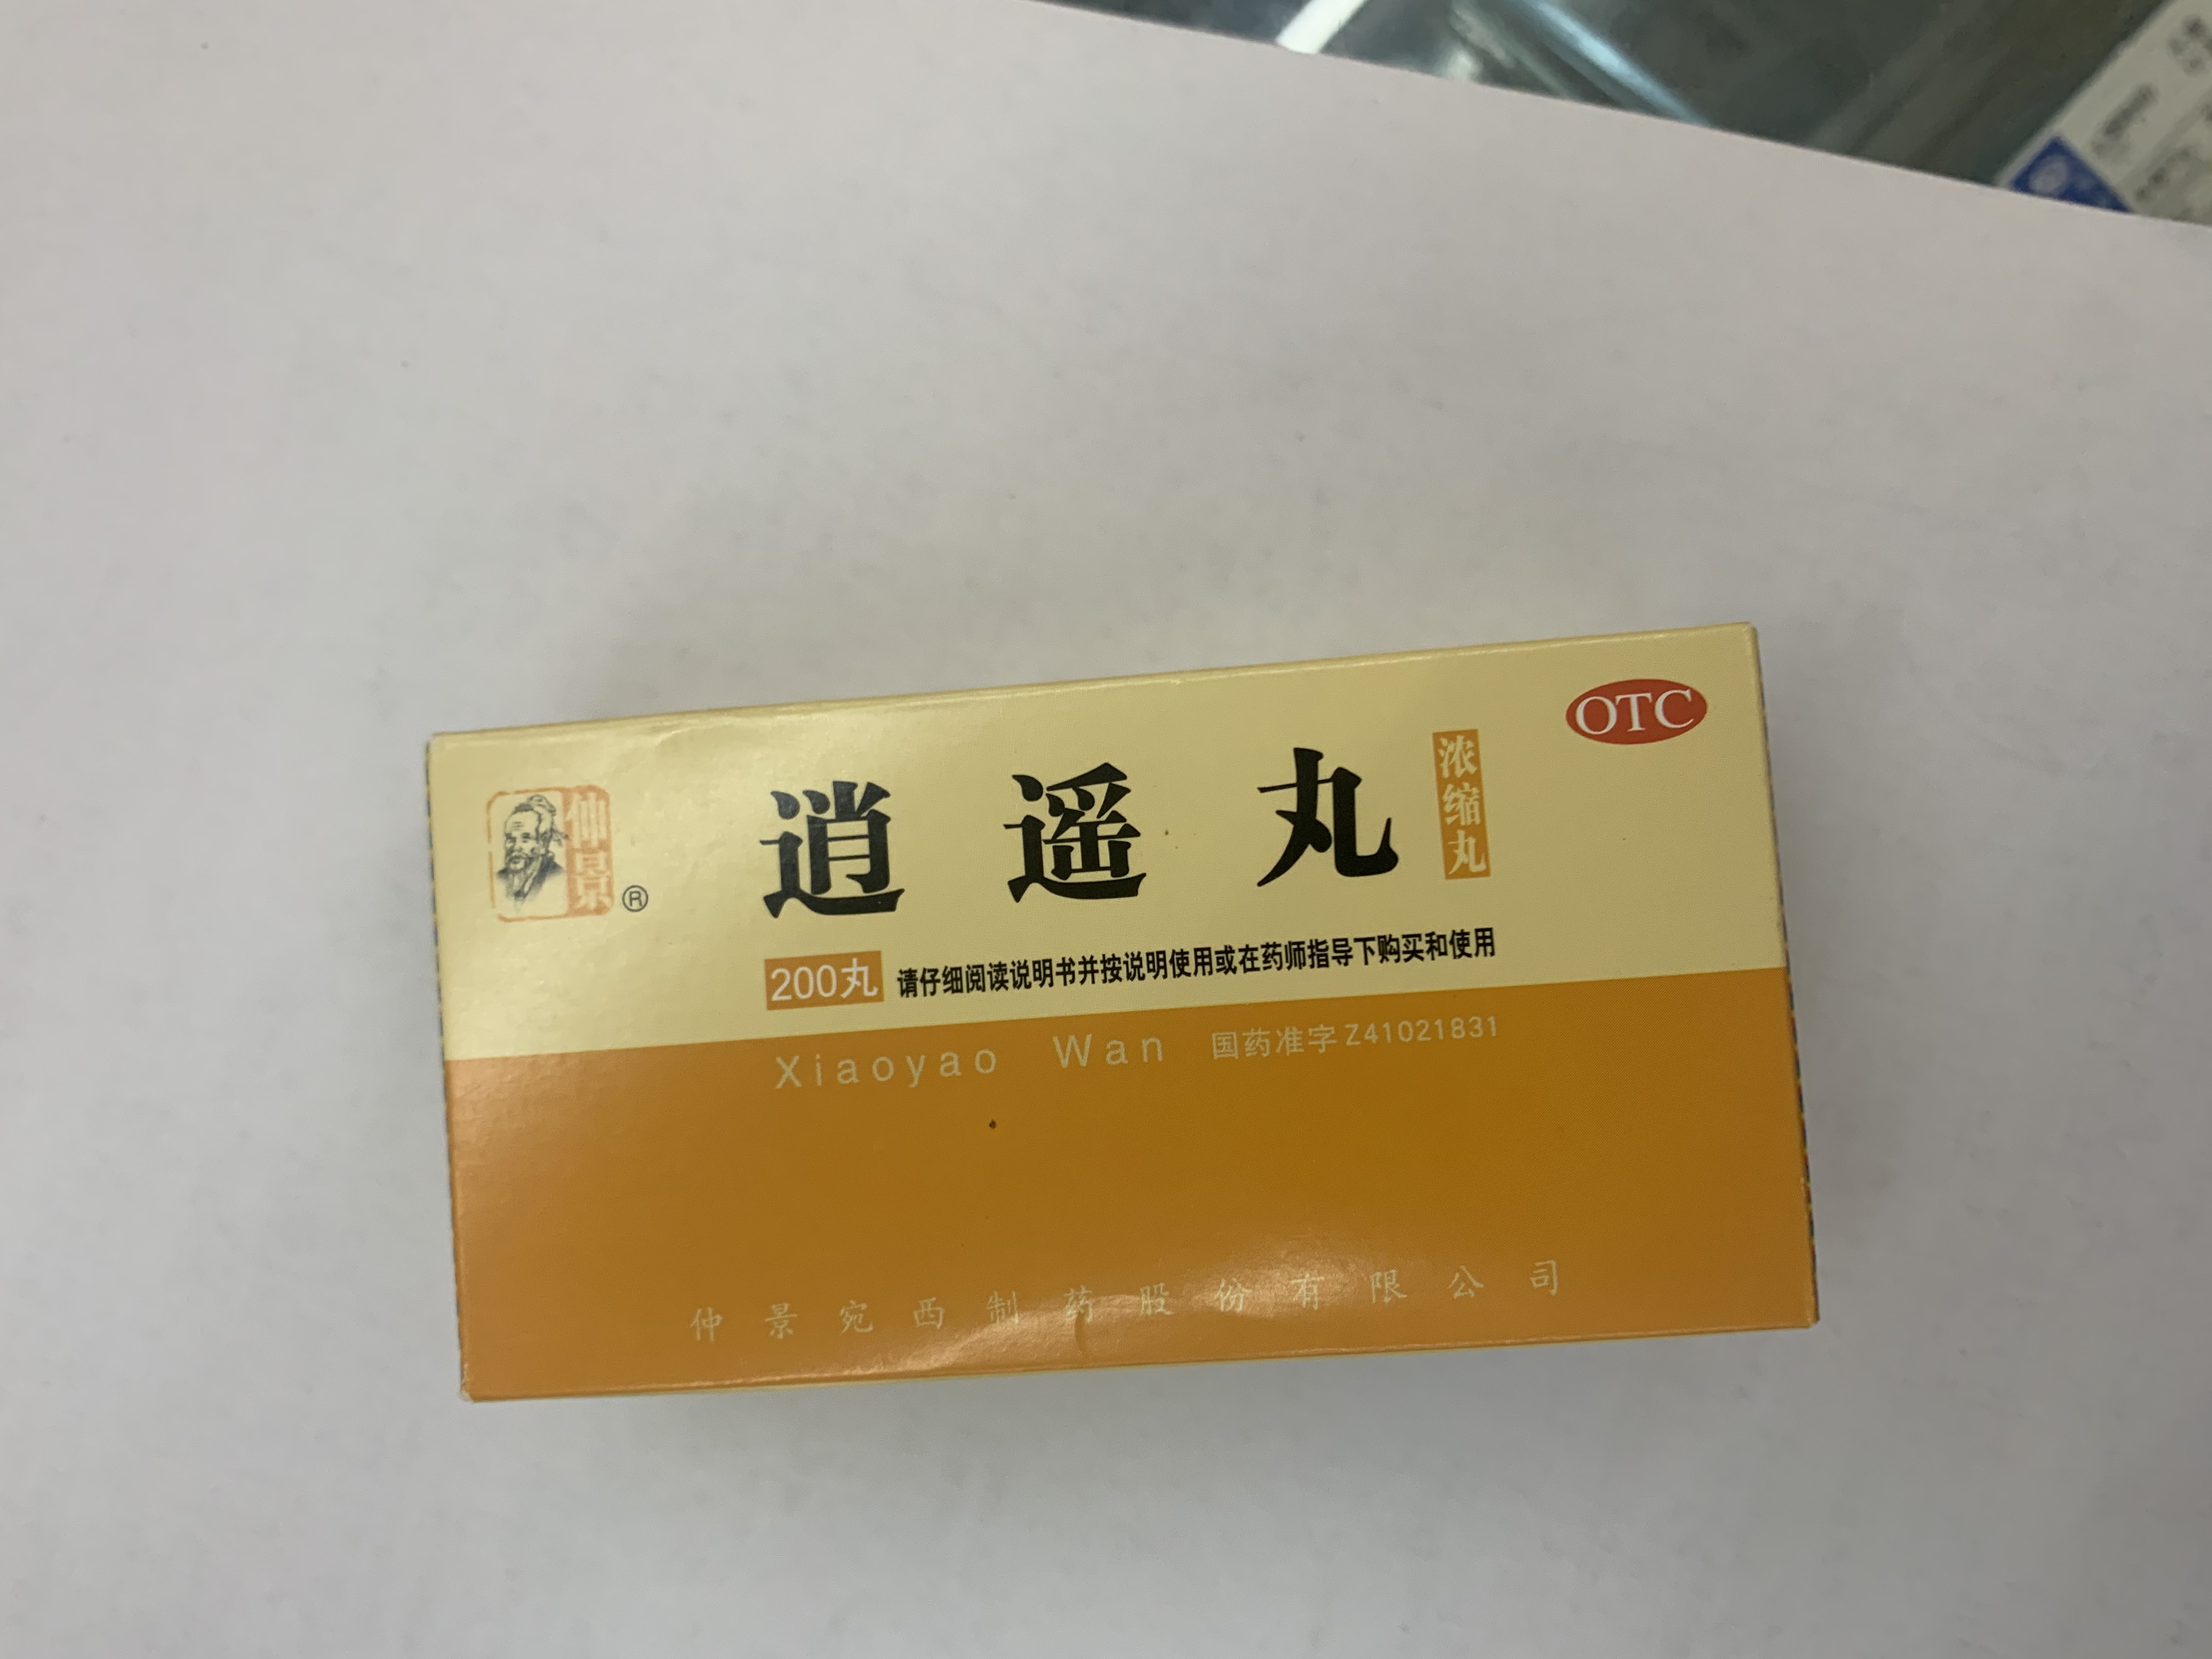 OTC
仲景
®
逍遥丸
浓缩丸
200丸 请仔细阅读说明书并按说明使用或在药师指导下购买和使用
Xiaoyao Wan 国药准字Z41021831
仲景宛西制药股份有限公司